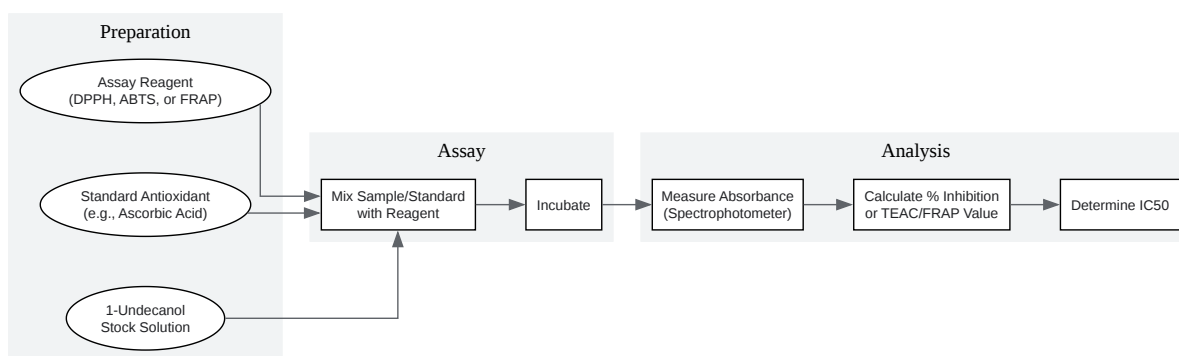 Preparation
Assay Reagent
(DPPH, ABTS, or FRAP)
Standard Antioxidant
(e.g., Ascorbic Acid)
1-Undecanol
Stock Solution
Assay
Mix Sample/Standard
with Reagent
Incubate
Analysis
Measure Absorbance
(Spectrophotometer)
Calculate % Inhibition
or TEAC/FRAP Value
Determine IC50